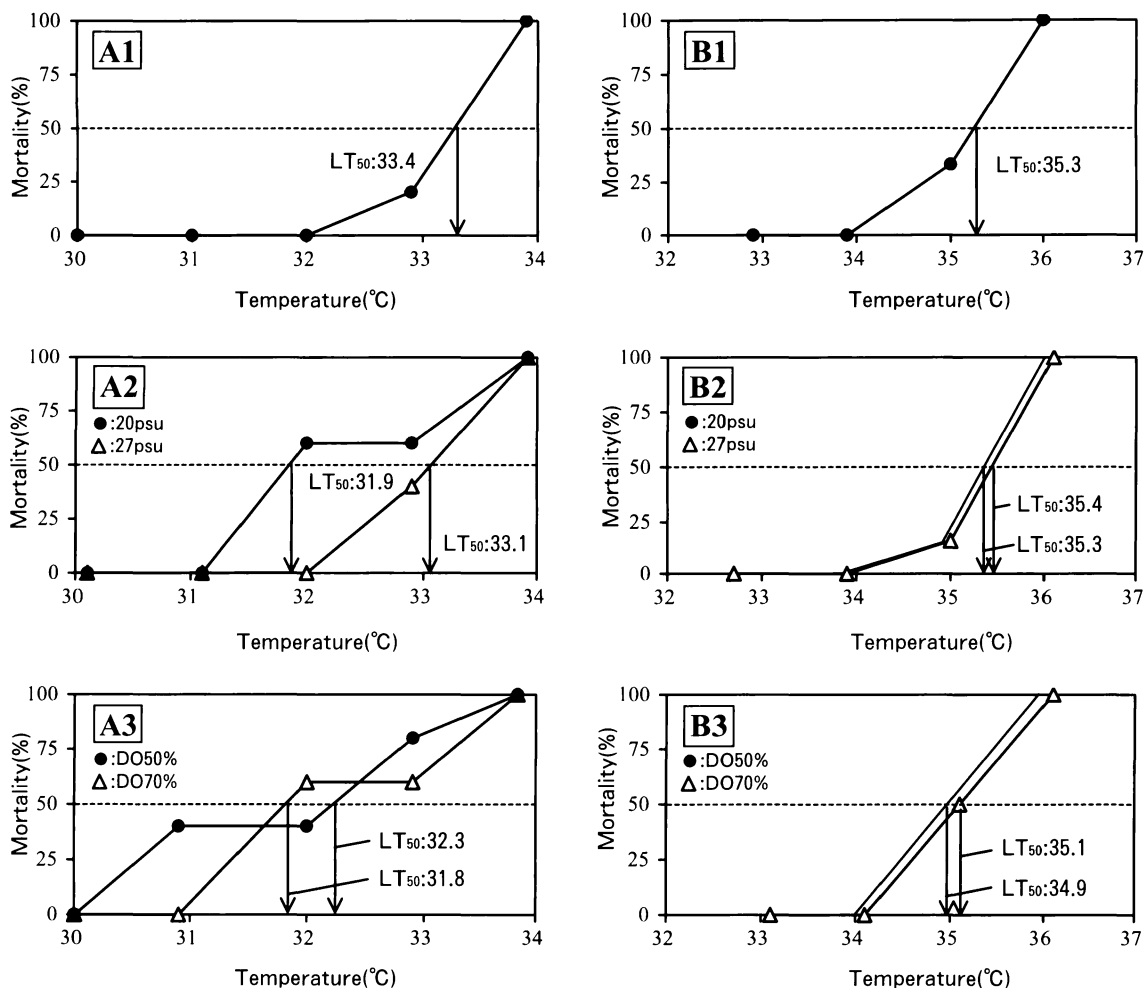 A1
Mortality(%)
100
75
50
25
0
LT50:33.4
30 31 32 33 34
Temperature(℃)
B1
Mortality(%)
100
75
50
25
0
LT50:35.3
32 33 34 35 36 37
Temperature(℃)
A2
●:20psu
△:27psu
Mortality(%)
100
75
50
25
0
LT50:31.9
LT50:33.1
30 31 32 33 34
Temperature(℃)
B2
●:20psu
△:27psu
Mortality(%)
100
75
50
25
0
LT50:35.4
LT50:35.3
32 33 34 35 36 37
Temperature(℃)
A3
●:DO50%
△:DO70%
Mortality(%)
100
75
50
25
0
LT50:32.3
LT50:31.8
30 31 32 33 34
Temperature(℃)
B3
●:DO50%
△:DO70%
Mortality(%)
100
75
50
25
0
LT50:35.1
LT50:34.9
32 33 34 35 36 37
Temperature(℃)